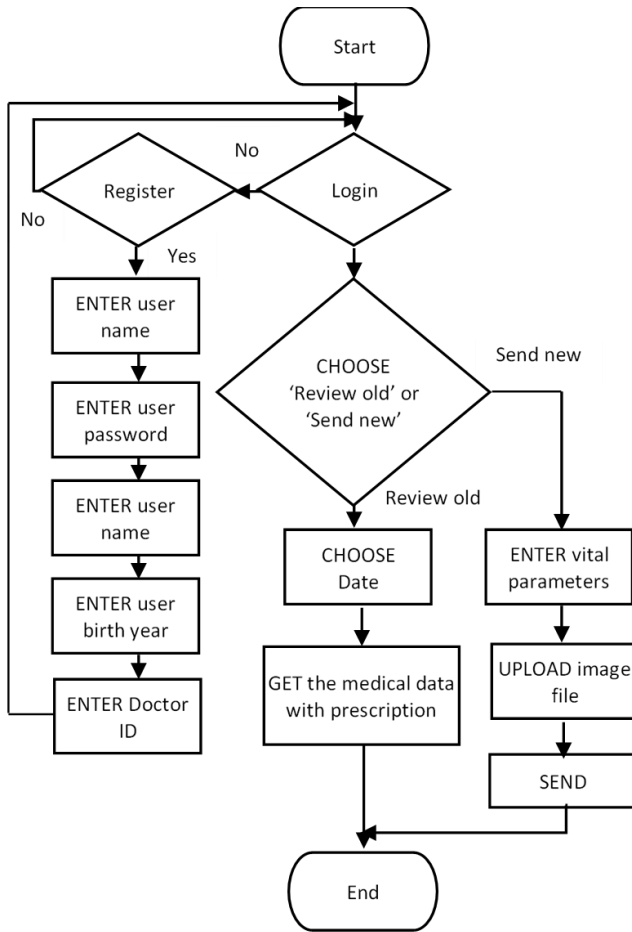 Start
No
Register
Login
No
Yes
ENTER user
name
CHOOSE
‘Review old’ or
‘Send new’
Send new
ENTER user
password
Review old
ENTER user
name
CHOOSE
Date
ENTER vital
parameters
ENTER user
birth year
GET the medical data
with prescription
UPLOAD image
file
ENTER Doctor
ID
SEND
End